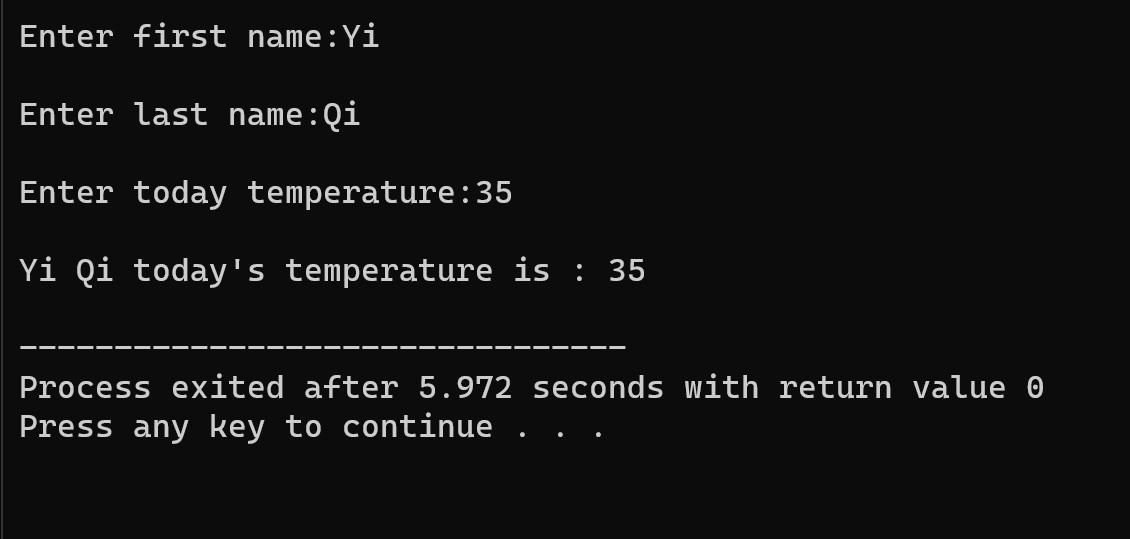 Enter first name:Yi
Enter last name:Qi
Enter today temperature:35
Yi Qi today's temperature is : 35
--------------------------------
Process exited after 5.972 seconds with return value 0
Press any key to continue . . .